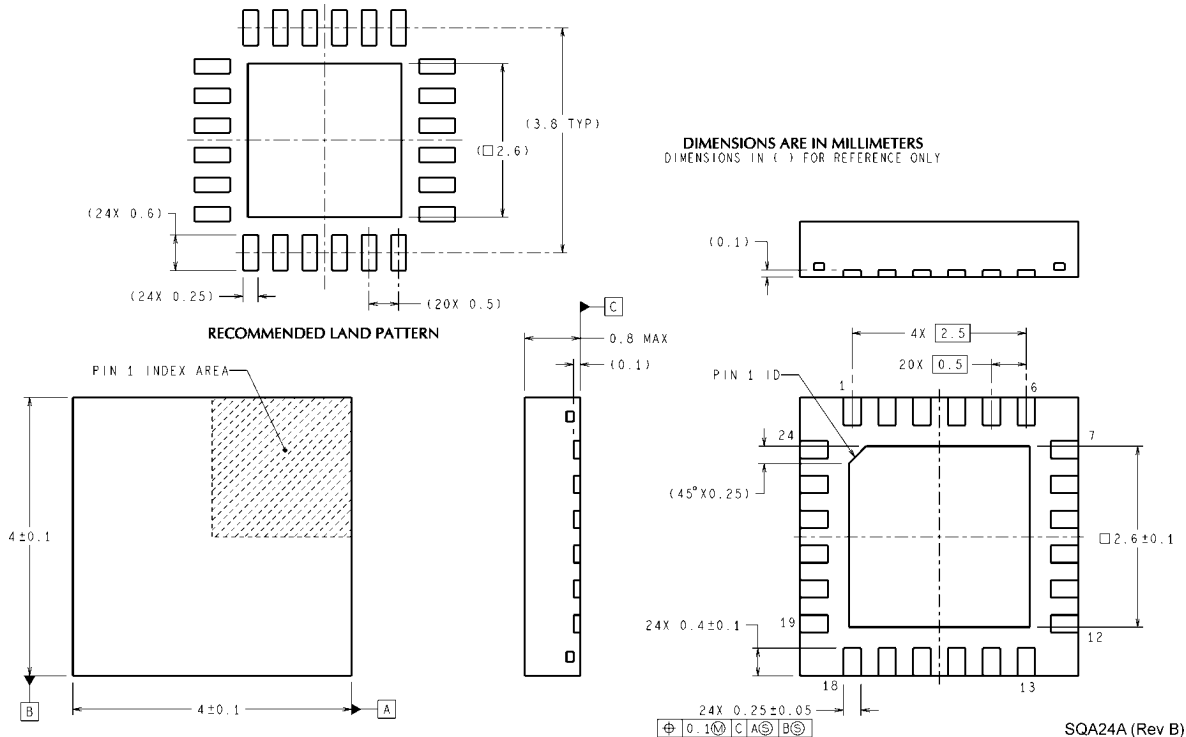 (3.8 TYP)
(□2.6)
DIMENSIONS ARE IN MILLIMETERS
DIMENSIONS IN ( ) FOR REFERENCE ONLY
(24X 0.6)
(0.1)
(24X 0.25)
(20X 0.5)
RECOMMENDED LAND PATTERN
C
0.8 MAX
(0.1)
4X 2.5
20X 0.5
PIN 1 INDEX AREA
PIN 1 ID
1
6
24
7
(45°X0.25)
4±0.1
□2.6±0.1
24X 0.4±0.1
19
12
18
13
B
4±0.1
A
24X 0.25±0.05
⌖ 0.1Ⓜ C AⓈ BⓈ
SQA24A (Rev B)